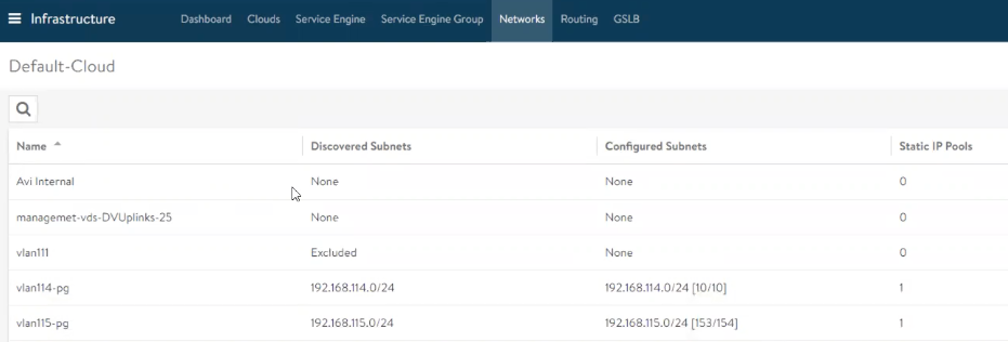 Infrastructure Dashboard Clouds Service Engine Service Engine Group Networks Routing GSLB
Default-Cloud
Name Discovered Subnets Configured Subnets Static IP Pools
Avi Internal None None 0
managemet-vds-DVUplinks-25 None None 0
vlan111 Excluded None 0
vlan114-pg 192.168.114.0/24 192.168.114.0/24 [10/10] 1
vlan115-pg 192.168.115.0/24 192.168.115.0/24 [153/154] 1